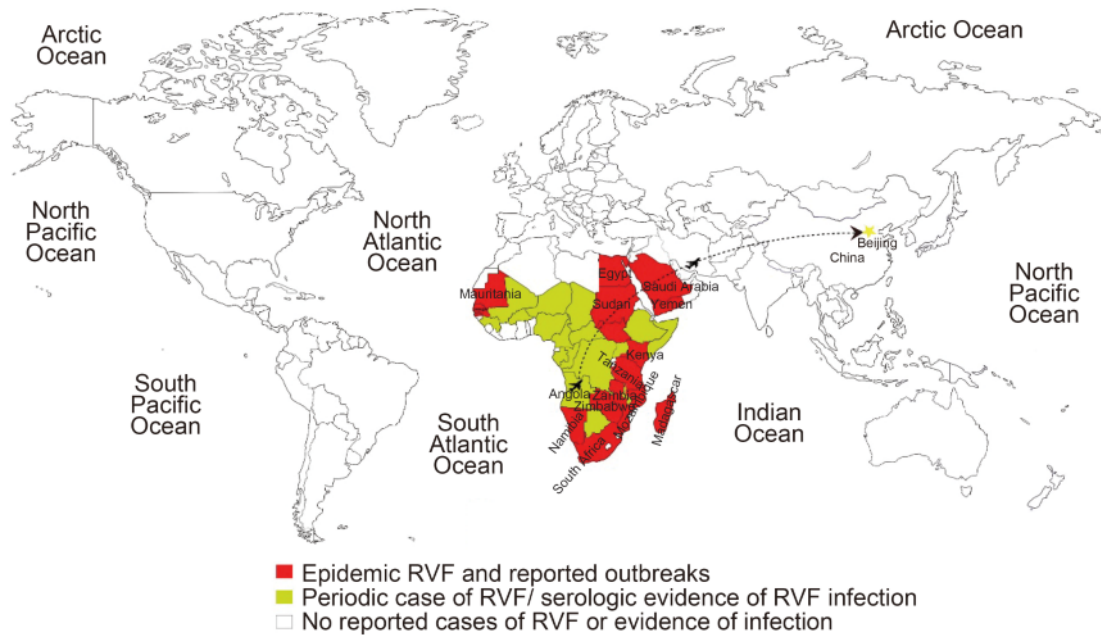 Arctic
Ocean
Arctic Ocean
North
Pacific
Ocean
North
Atlantic
Ocean
Beijing
China
North
Pacific
Ocean
Egypt
Mauritania
Saudi Arabia
Sudan
Yemen
Kenya
Tanzania
South
Pacific
Ocean
Angola
Zambia
Zimbabwe
Mozambique
Madagascar
Indian
Ocean
South
Atlantic
Ocean
Namibia
South Africa
Epidemic RVF and reported outbreaks
Periodic case of RVF/ serologic evidence of RVF infection
No reported cases of RVF or evidence of infection